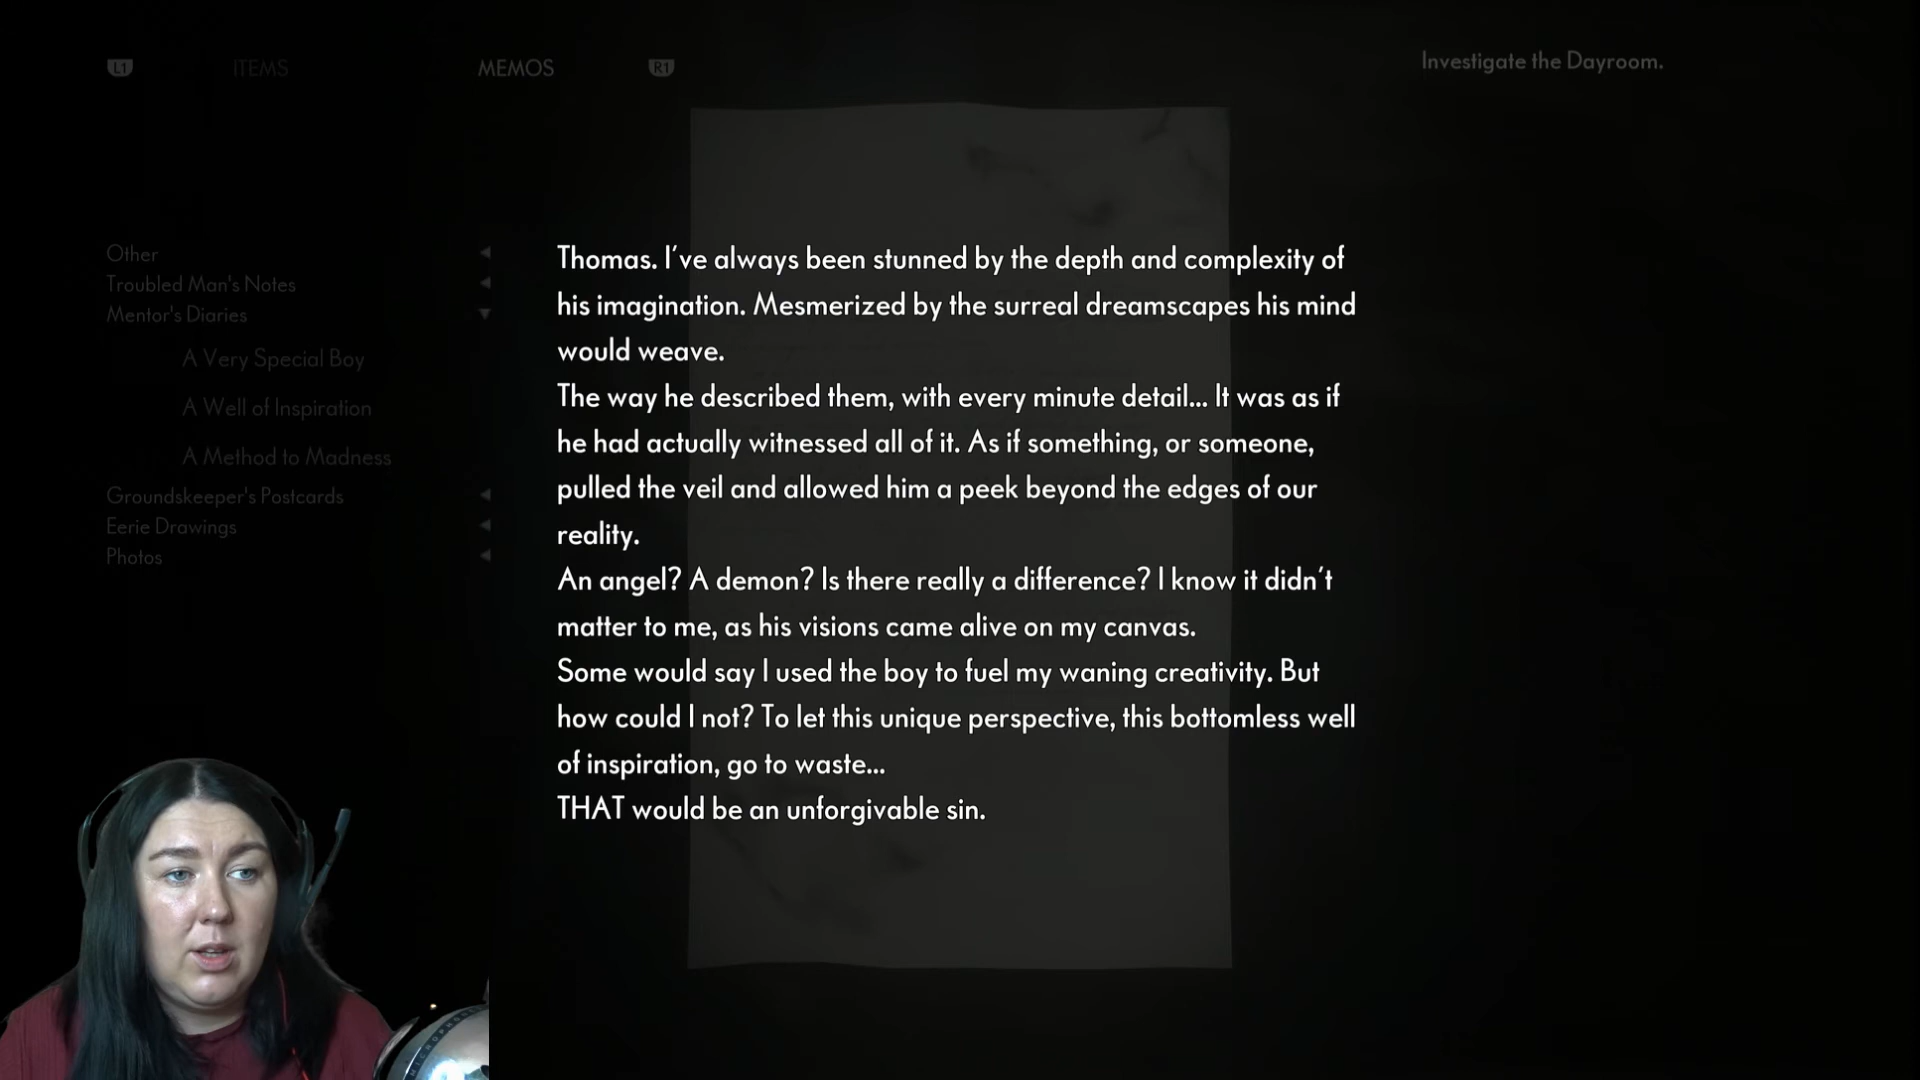 L1 ITEMS MEMOS R1
Investigate the Dayroom.
Other
Troubled Man's Notes
Mentor's Diaries
A Very Special Boy
A Well of Inspiration
A Method to Madness
Groundskeeper's Postcards
Eerie Drawings
Photos
Thomas. I've always been stunned by the depth and complexity of
his imagination. Mesmerized by the surreal dreamscapes his mind
would weave.
The way he described them, with every minute detail... It was as if
he had actually witnessed all of it. As if something, or someone,
pulled the veil and allowed him a peek beyond the edges of our
reality.
An angel? A demon? Is there really a difference? I know it didn't
matter to me, as his visions came alive on my canvas.
Some would say I used the boy to fuel my waning creativity. But
how could I not? To let this unique perspective, this bottomless well
of inspiration, go to waste...
THAT would be an unforgivable sin.
MICROPHONE